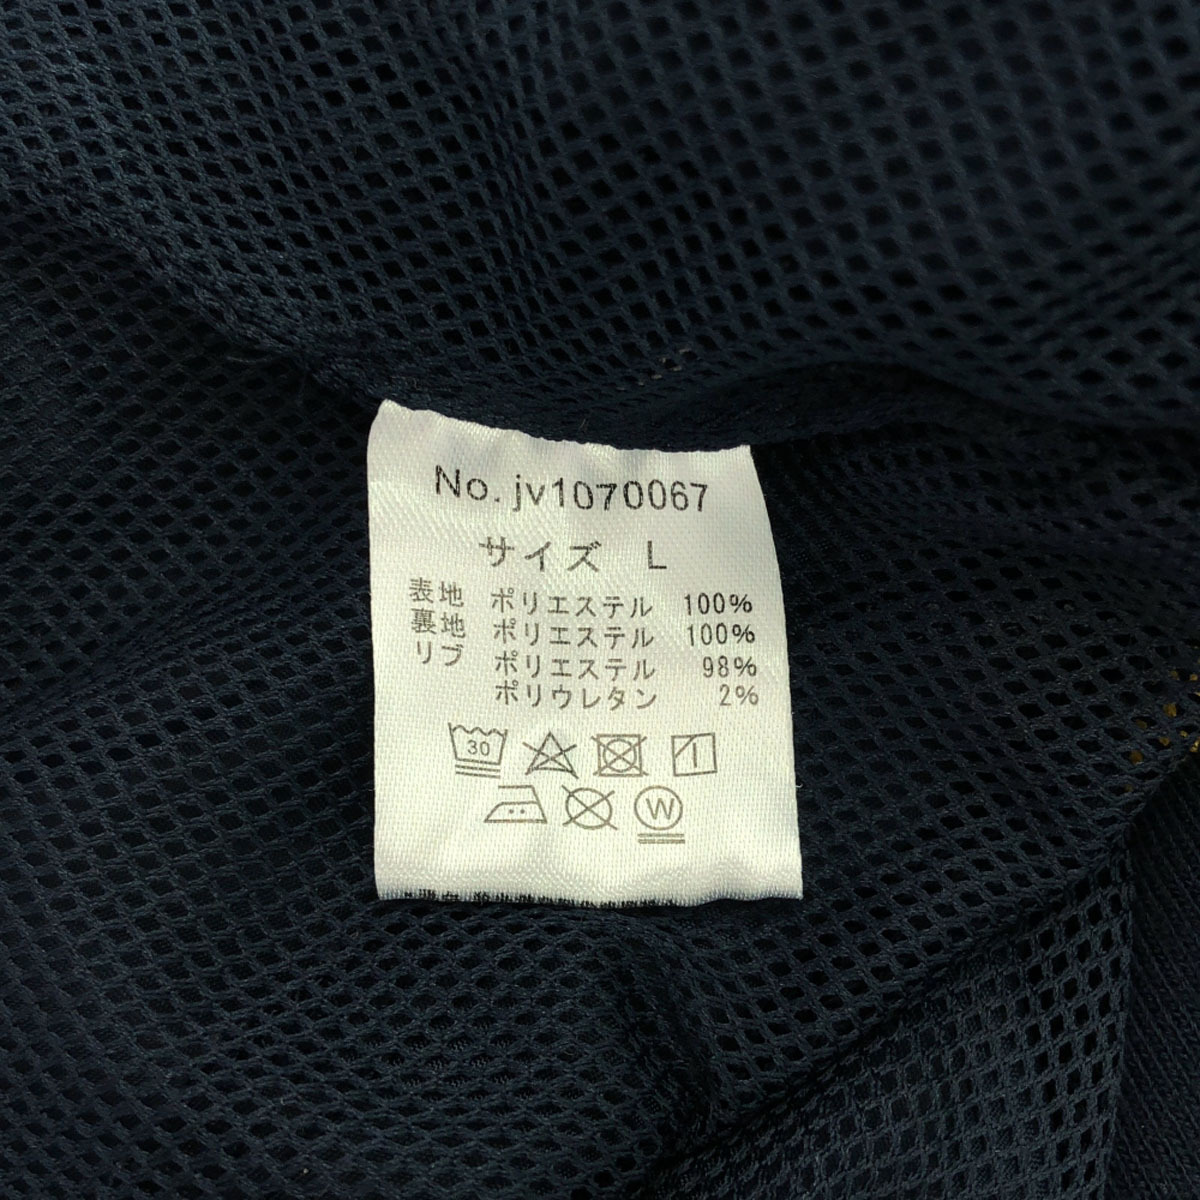 No. jv1070067
サイズ L
表地 ポリエステル 100%
裏地 ポリエステル 100%
リブ ポリエステル 98%
ポリウレタン 2%
30
W